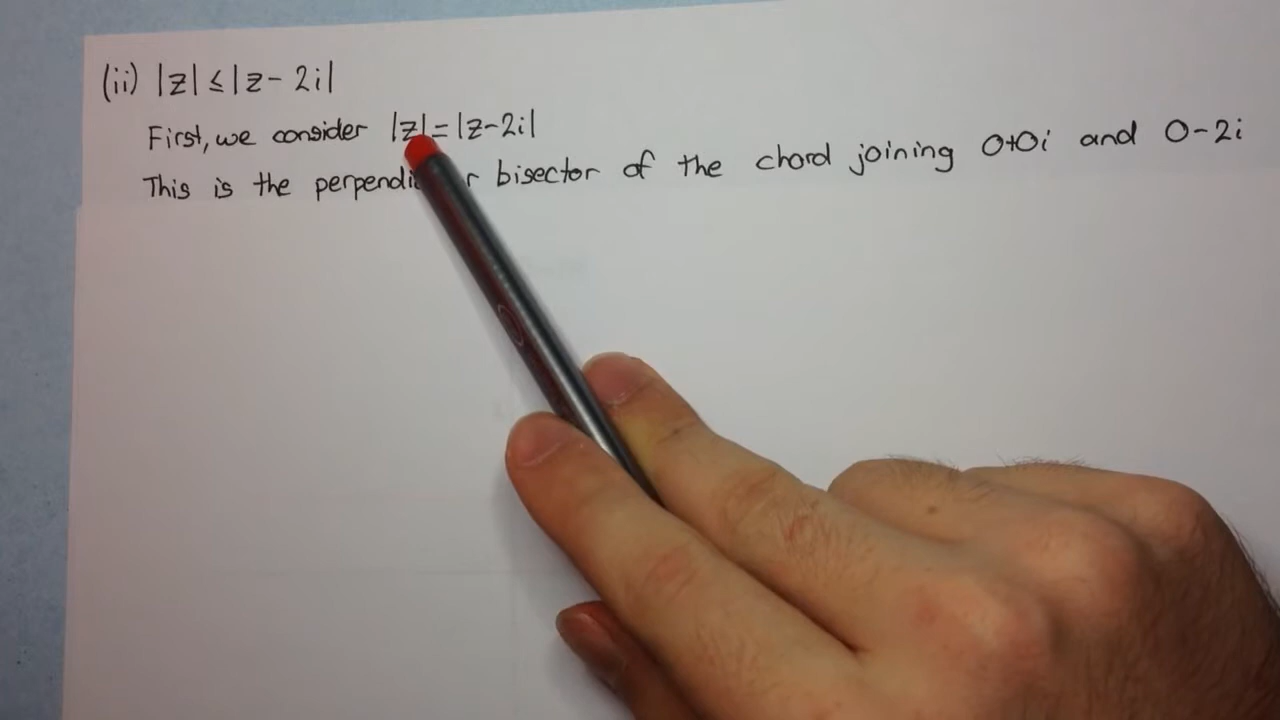 (ii) |z| ≤ |z - 2i|
First, we consider |z| = |z-2i|
This is the bisector of the chord joining 0+0i and 0-2i